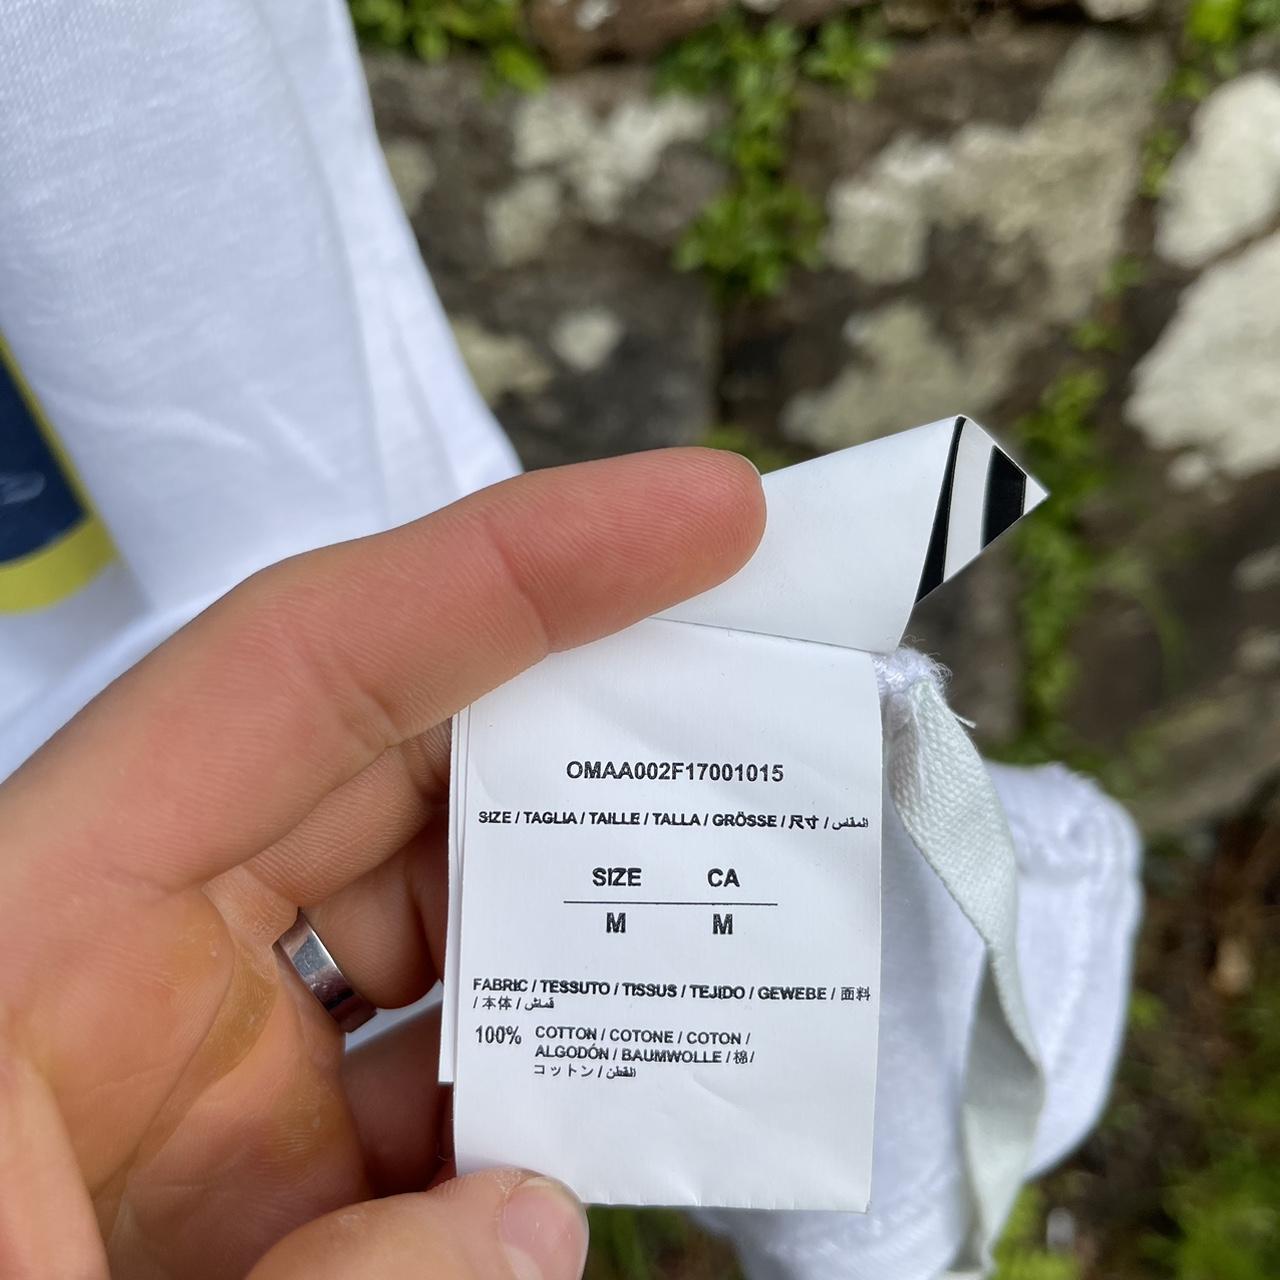 OMAA002F17001015
SIZE / TAGLIA / TAILLE / TALLA / GRÖSSE / 尺寸 / المقاس
SIZE CA
M M
FABRIC / TESSUTO / TISSUS / TEJIDO / GEWEBE / 面料
/ 本体 / قماش
100% COTTON / COTONE / COTON /
ALGODÓN / BAUMWOLLE / 棉 /
コットン / القطن